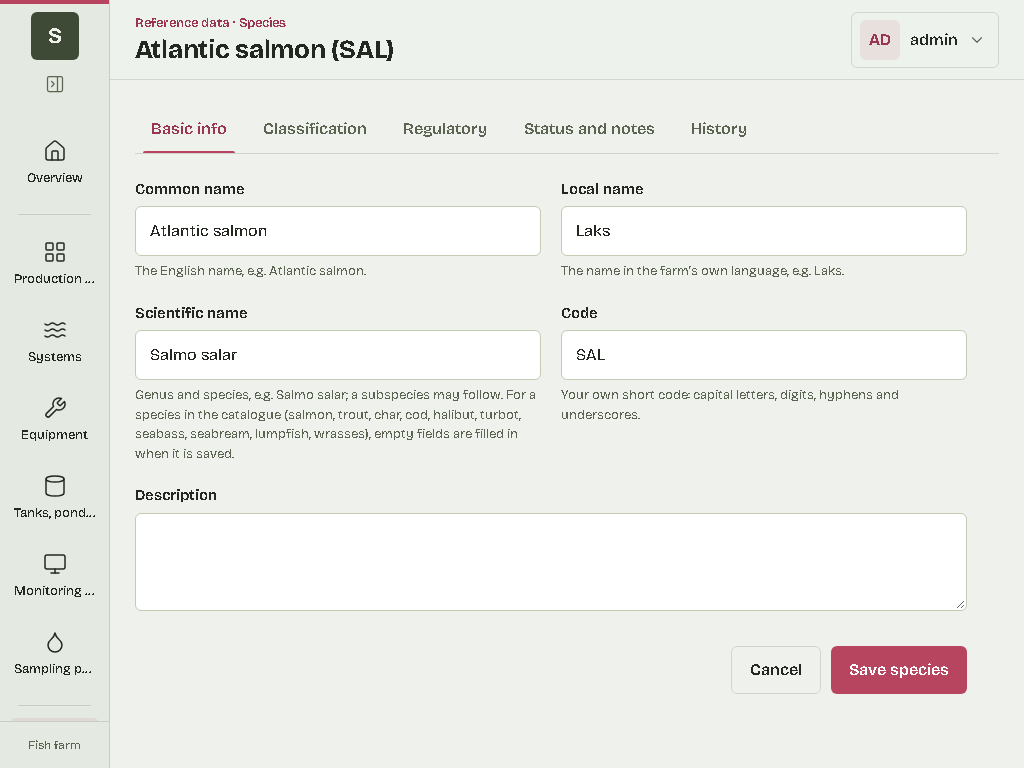 S
Reference data · Species
Atlantic salmon (SAL)
AD admin
Overview
Production ...
Systems
Equipment
Tanks, pond...
Monitoring ...
Sampling p...
Fish farm
Basic info Classification Regulatory Status and notes History
Common name
Atlantic salmon
The English name, e.g. Atlantic salmon.
Local name
Laks
The name in the farm's own language, e.g. Laks.
Scientific name
Salmo salar
Genus and species, e.g. Salmo salar; a subspecies may follow. For a
species in the catalogue (salmon, trout, char, cod, halibut, turbot,
seabass, seabream, lumpfish, wrasses), empty fields are filled in
when it is saved.
Code
SAL
Your own short code: capital letters, digits, hyphens and
underscores.
Description
Cancel
Save species